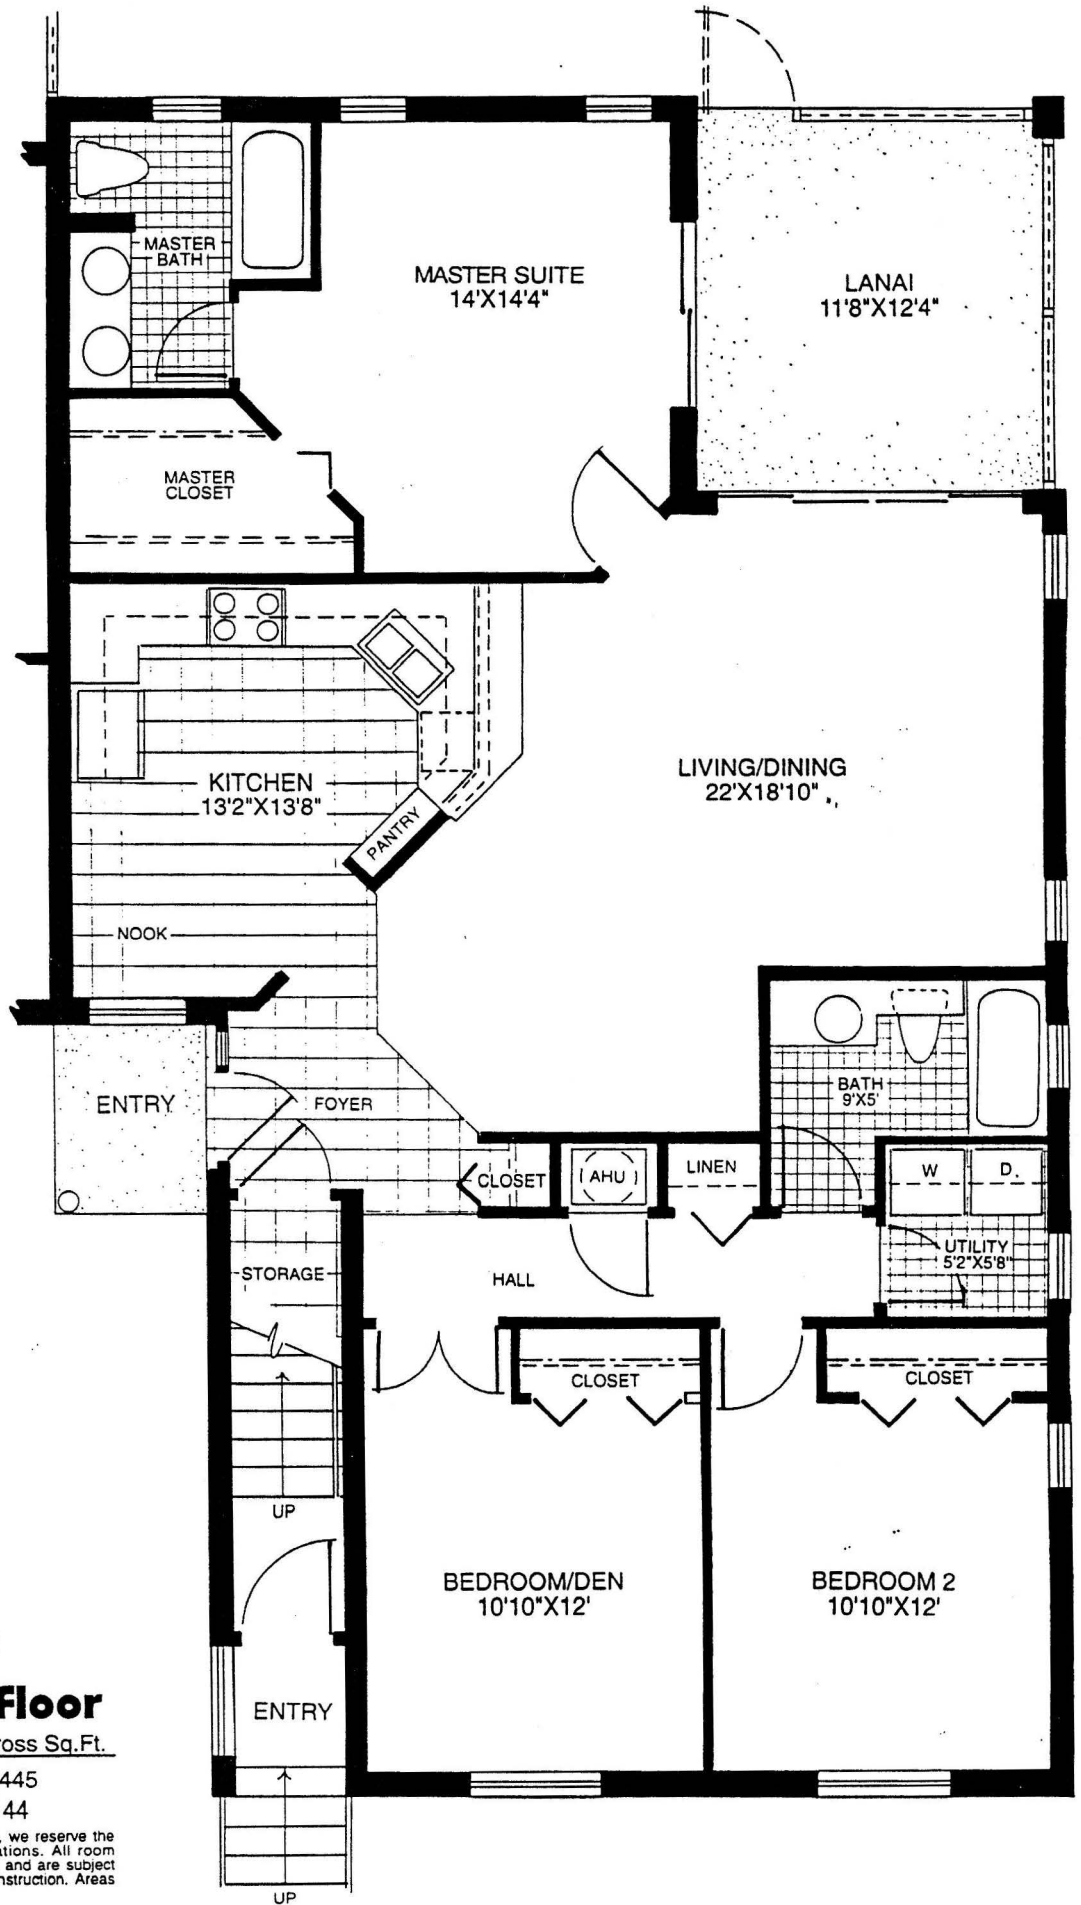 MASTER
BATH
MASTER SUITE
14'X14'4"
LANAI
11'8"X12'4"
MASTER
CLOSET
KITCHEN
13'2"X13'8"
PANTRY
LIVING/DINING
22'X18'10"
NOOK
ENTRY
FOYER
BATH
9'X5'
CLOSET
AHU
LINEN
W
D.
UTILITY
5'2"X5'8"
STORAGE
HALL
CLOSET
CLOSET
UP
BEDROOM/DEN
10'10"X12'
BEDROOM 2
10'10"X12'
ENTRY
UP
Floor
ross Sq.Ft.
445
44
, we reserve the
ations. All room
and are subject
nstruction. Areas